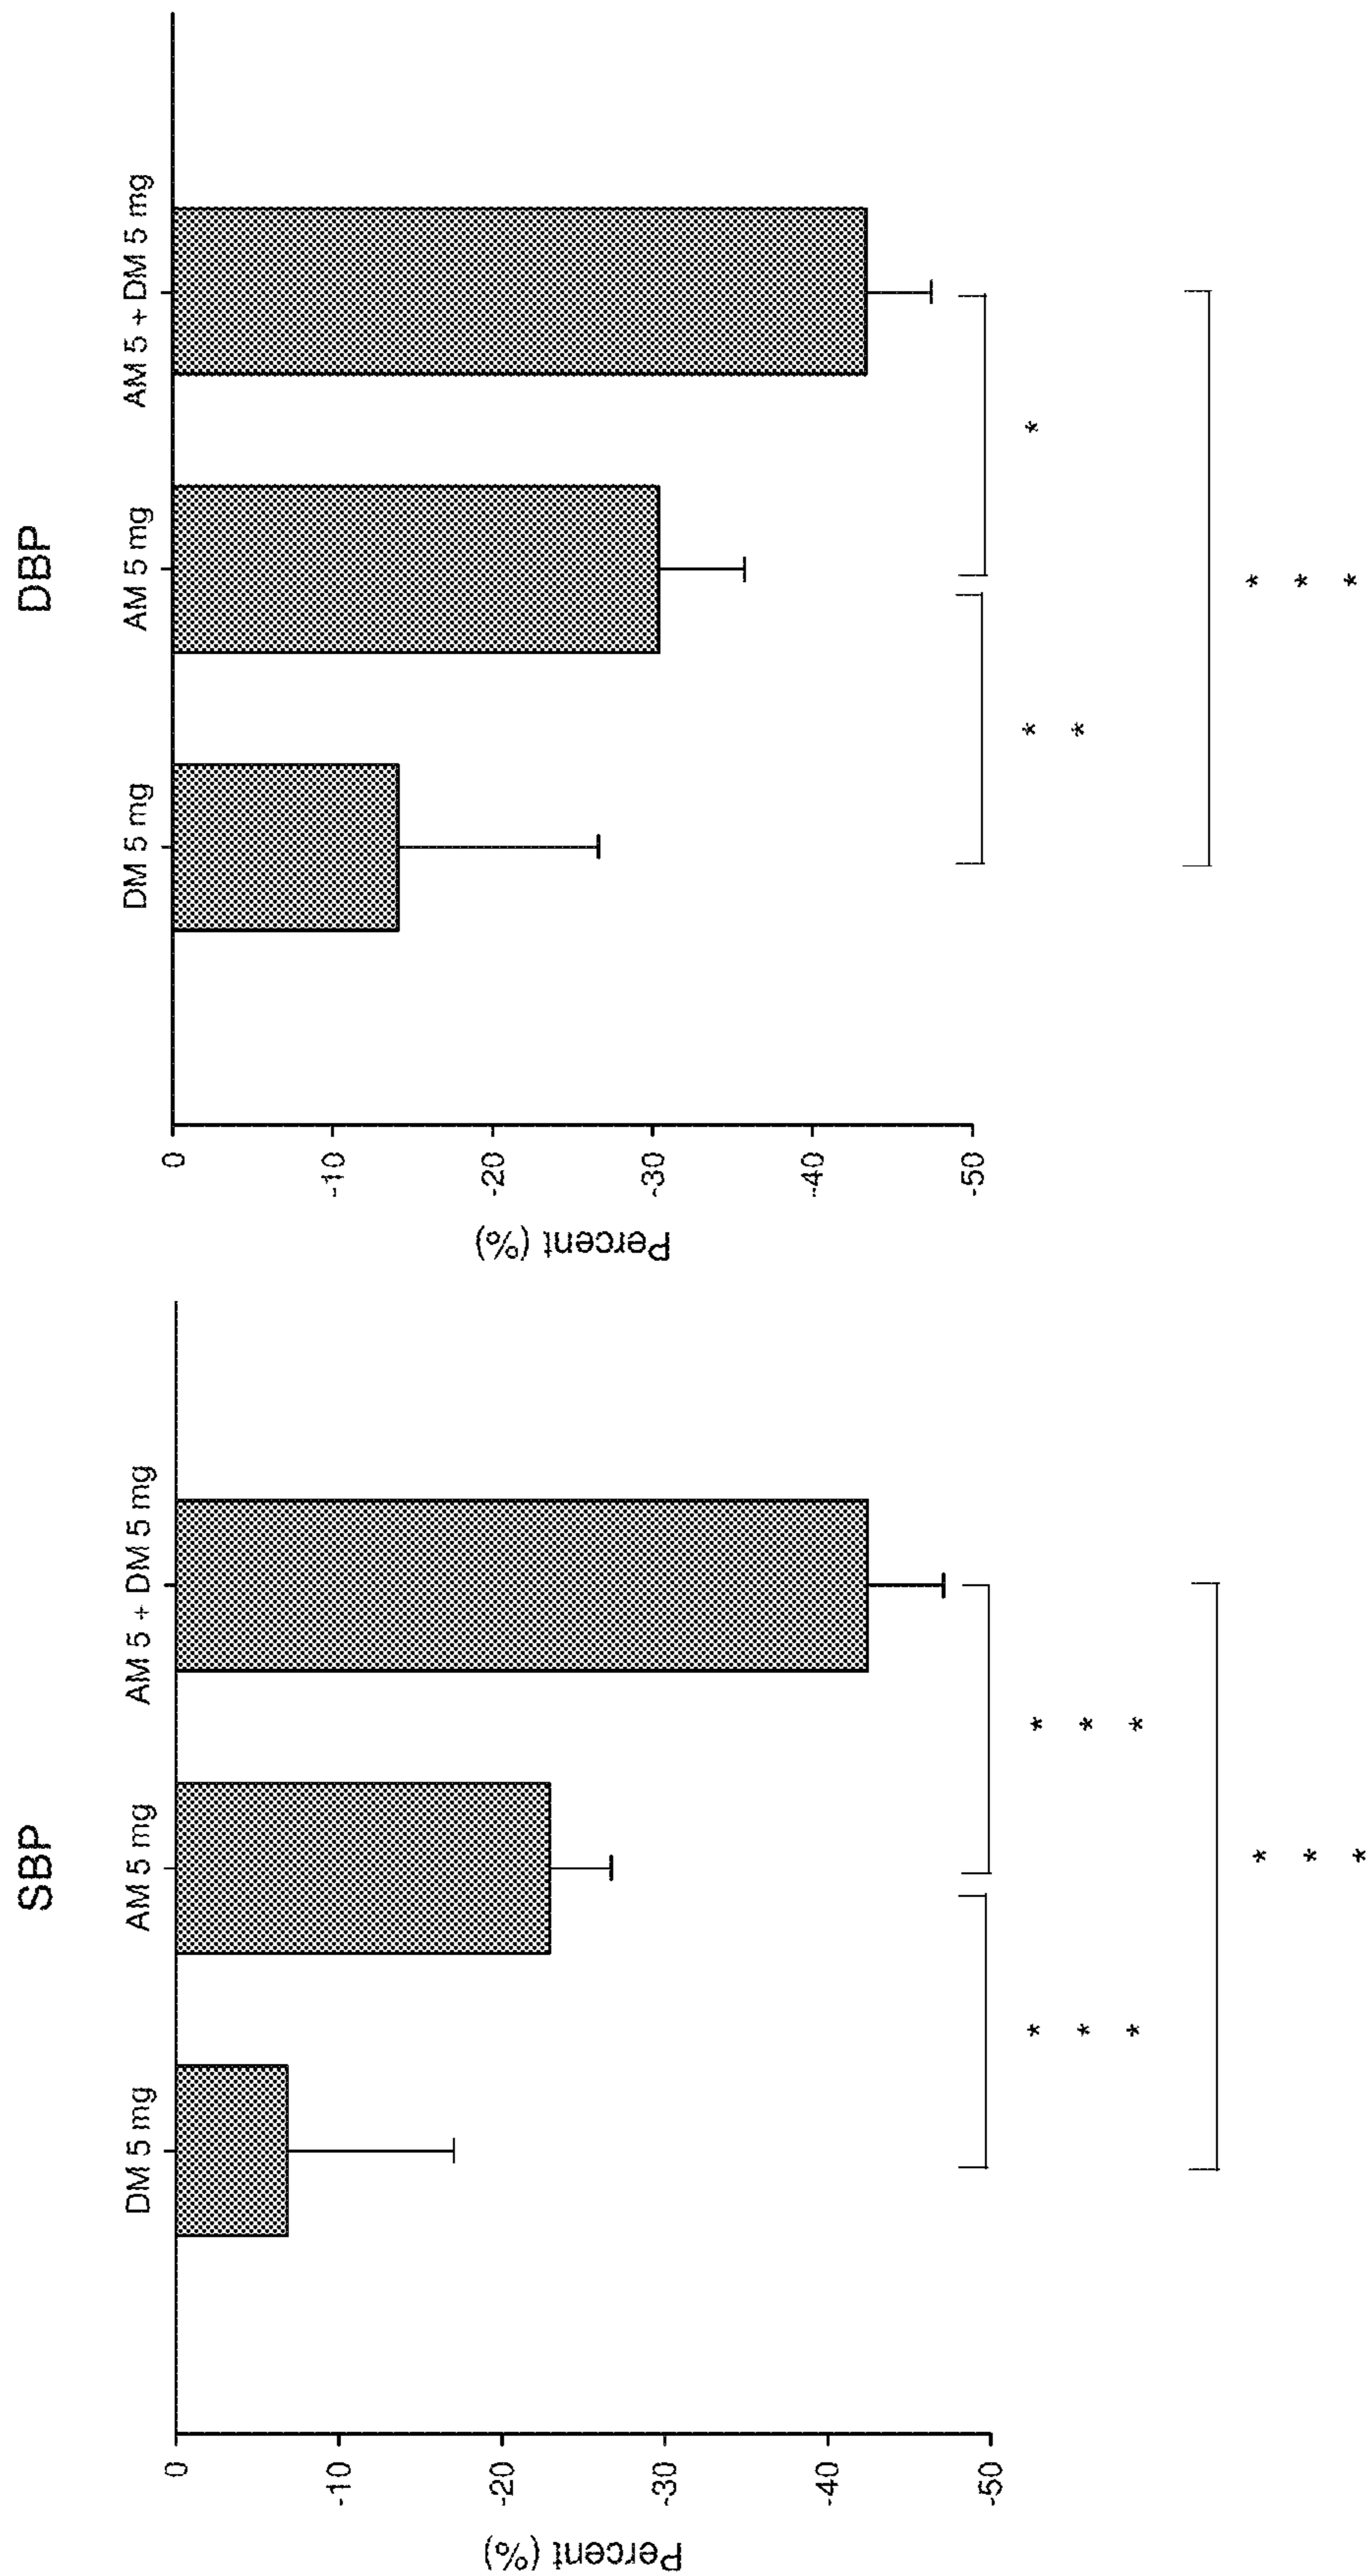 SBP
DM 5 mg
AM 5 mg
AM 5 + DM 5 mg
Percent (%)
0
-10
-20
-30
-40
-50
* * *
* * *
* * *
DBP
DM 5 mg
AM 5 mg
AM 5 + DM 5 mg
Percent (%)
0
-10
-20
-30
-40
-50
* *
*
* * *